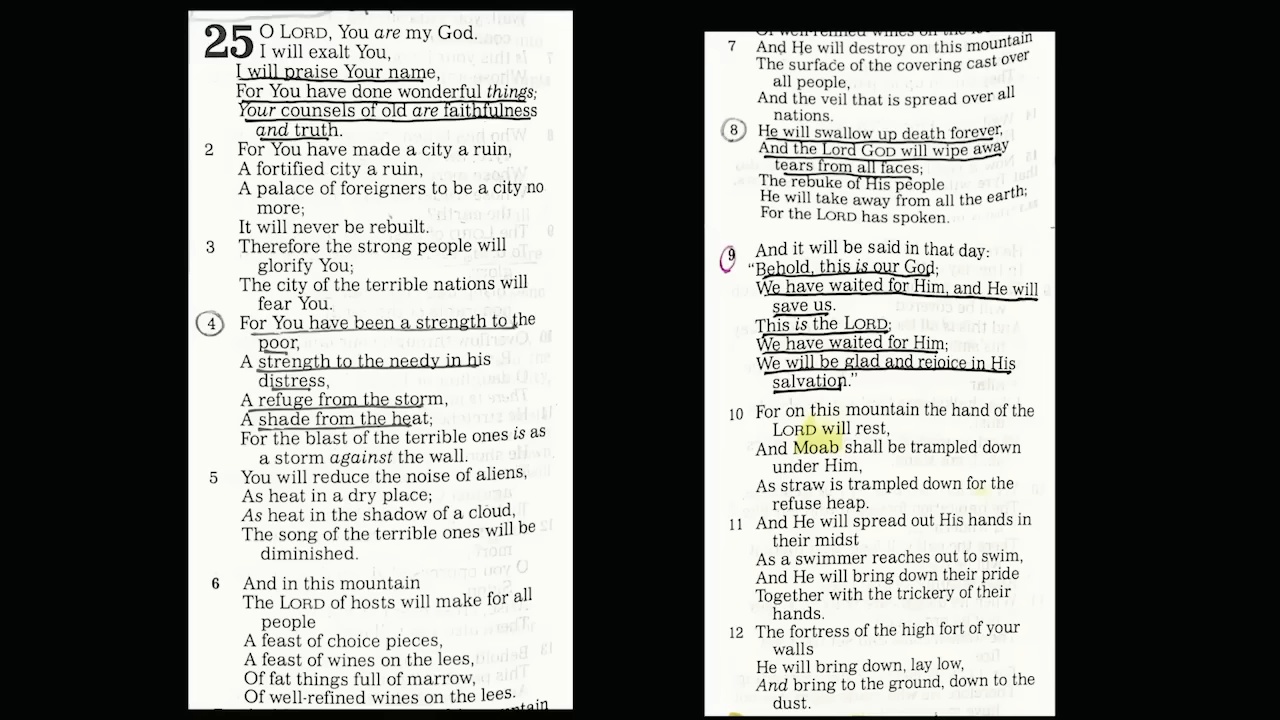 25 O LORD, You are my God.
I will exalt You,
I will praise Your name,
For You have done wonderful things;
Your counsels of old are faithfulness
and truth.
2 For You have made a city a ruin,
A fortified city a ruin,
A palace of foreigners to be a city no
more;
It will never be rebuilt.
3 Therefore the strong people will
glorify You;
The city of the terrible nations will
fear You.
4 For You have been a strength to the
poor,
A strength to the needy in his
distress,
A refuge from the storm,
A shade from the heat;
For the blast of the terrible ones is as
a storm against the wall.
5 You will reduce the noise of aliens,
As heat in a dry place;
As heat in the shadow of a cloud,
The song of the terrible ones will be
diminished.
6 And in this mountain
The LORD of hosts will make for all
people
A feast of choice pieces,
A feast of wines on the lees,
Of fat things full of marrow,
Of well-refined wines on the lees.
7 And He will destroy on this mountain
The surface of the covering cast over
all people,
And the veil that is spread over all
nations.
8 He will swallow up death forever,
And the Lord GOD will wipe away
tears from all faces;
The rebuke of His people
He will take away from all the earth;
For the LORD has spoken.
9 And it will be said in that day:
"Behold, this is our God;
We have waited for Him, and He will
save us.
This is the LORD;
We have waited for Him;
We will be glad and rejoice in His
salvation."
10 For on this mountain the hand of the
LORD will rest,
And Moab shall be trampled down
under Him,
As straw is trampled down for the
refuse heap.
11 And He will spread out His hands in
their midst
As a swimmer reaches out to swim,
And He will bring down their pride
Together with the trickery of their
hands.
12 The fortress of the high fort of your
walls
He will bring down, lay low,
And bring to the ground, down to the
dust.